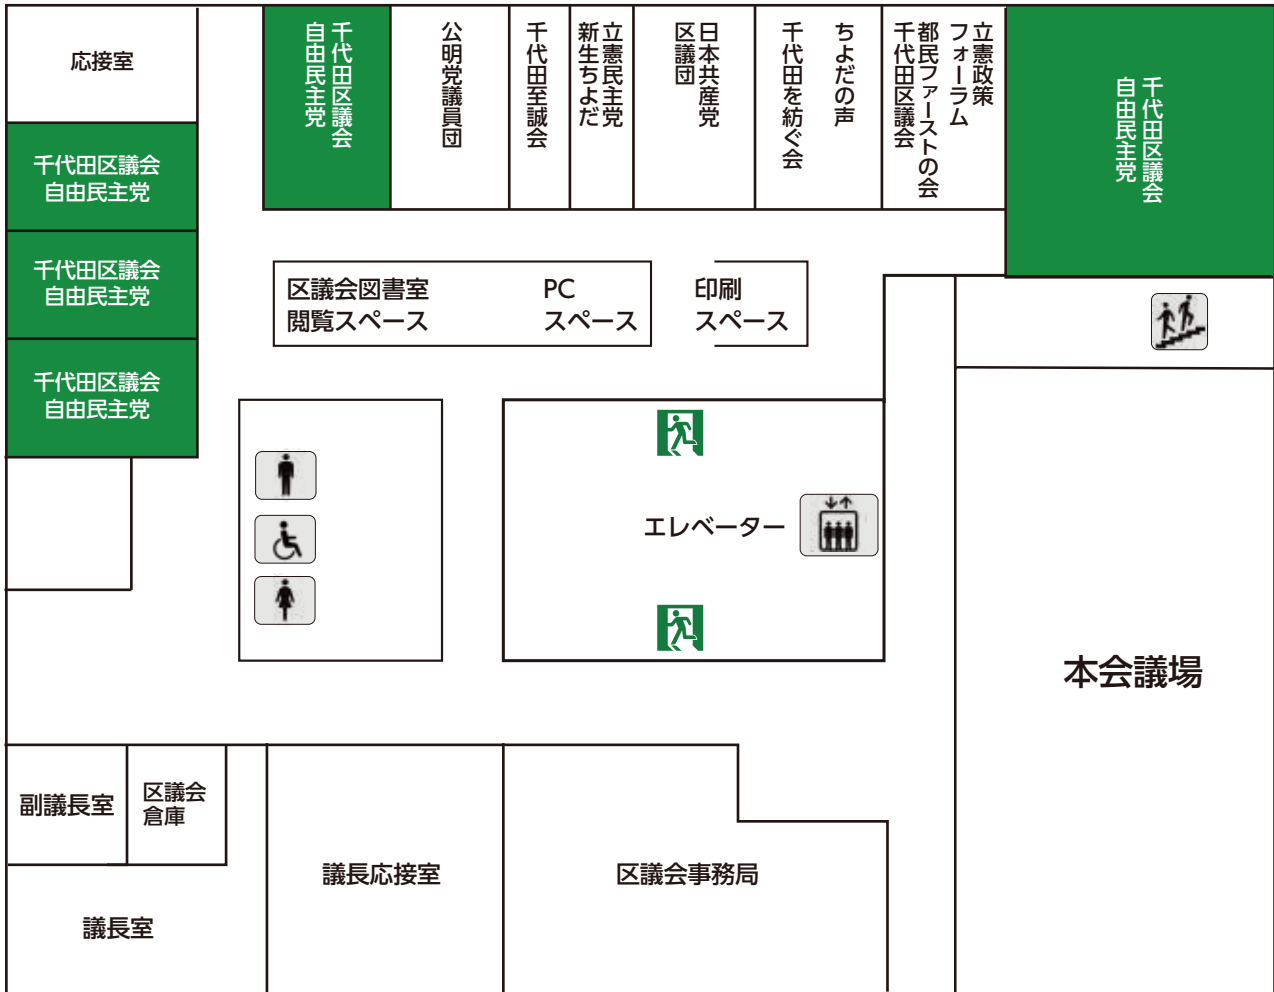 応接室
千代田区議会
自由民主党
千代田区議会
自由民主党
千代田区議会
自由民主党
千代田区議会
自由民主党
公明党議員団
千代田至誠会
立憲民主党
新生ちよだ
日本共産党
区議団
千代田を紡ぐ会
ちよだの声
都民ファーストの会
千代田区議会
立憲政策
フォーラム
千代田区議会
自由民主党
区議会図書室
閲覧スペース
PC
スペース
印刷
スペース
エレベーター
本会議場
副議長室
区議会
倉庫
議長室
議長応接室
区議会事務局